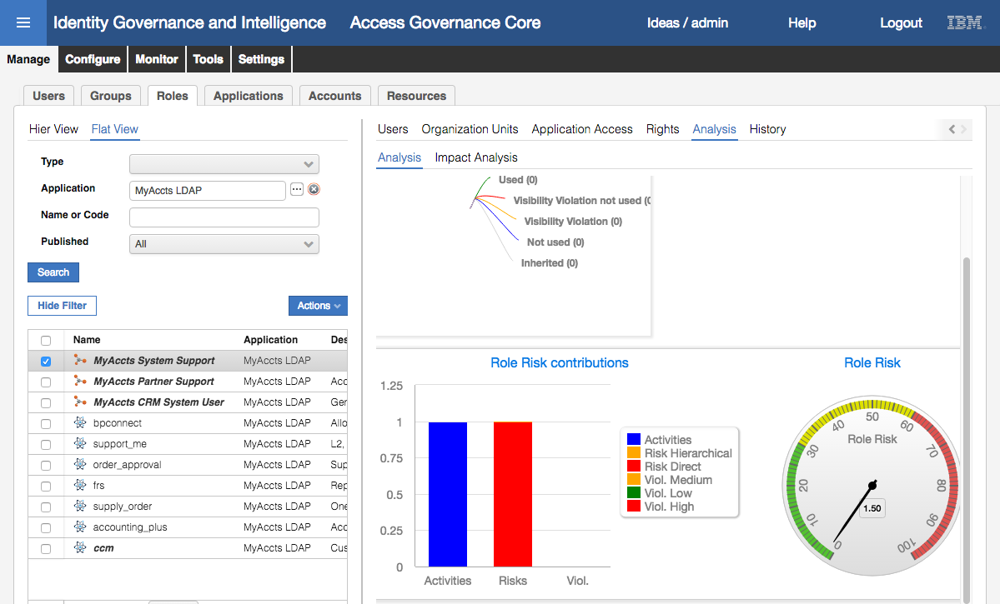 Identity Governance and Intelligence Access Governance Core Ideas / admin Help Logout IBM
Manage Configure Monitor Tools Settings
Users Groups Roles Applications Accounts Resources
Hier View Flat View
Type
Application MyAccts LDAP
Name or Code
Published All
Search
Hide Filter Actions
Name Application Des
MyAccts System Support MyAccts LDAP
MyAccts Partner Support MyAccts LDAP Acc
MyAccts CRM System User MyAccts LDAP Ger
bpconnect MyAccts LDAP Allo
support_me MyAccts LDAP L2,
order_approval MyAccts LDAP Sup
frs MyAccts LDAP Rep
supply_order MyAccts LDAP One
accounting_plus MyAccts LDAP Acc
ccm MyAccts LDAP Cus
Users Organization Units Application Access Rights Analysis History
Analysis Impact Analysis
Used (0)
Visibility Violation not used (0
Visibility Violation (0)
Not used (0)
Inherited (0)
Role Risk contributions
1.25
1
0.75
0.5
0.25
0
Activities Risks Viol.
Activities
Risk Hierarchical
Risk Direct
Viol. Medium
Viol. Low
Viol. High
Role Risk
0 10 20 30 40 50 60 70 80 90 100
Role Risk
1.50